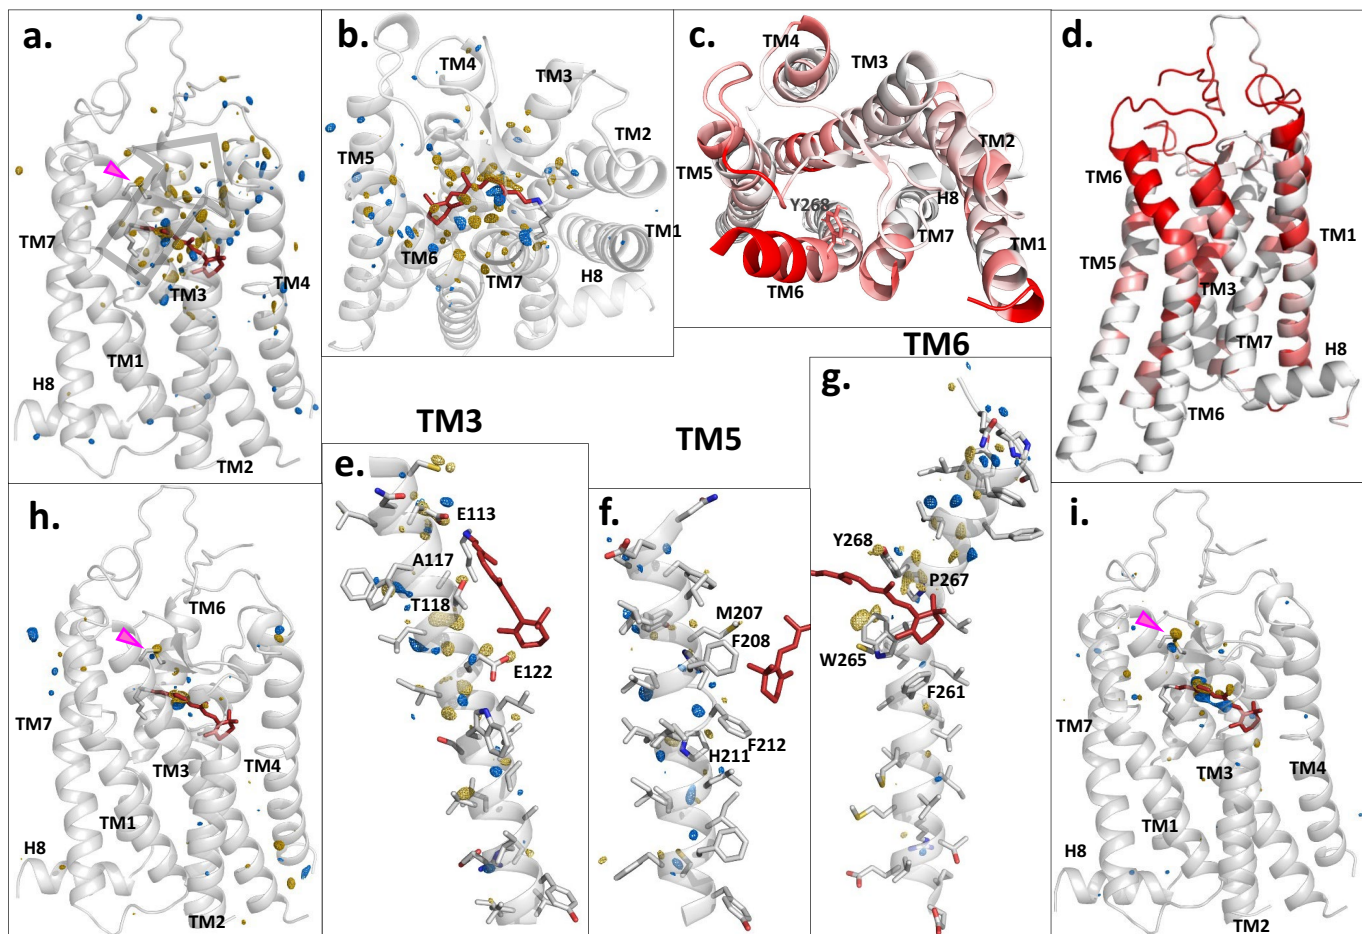 a.
TM7
TM3
TM4
TM1
H8
TM2
b.
TM4
TM3
TM2
TM5
TM1
TM6
TM7
H8
c.
TM4
TM3
TM2
TM5
H8
Y268
TM7
TM1
TM6
d.
TM6
TM1
TM5
TM3
TM7
H8
TM6
TM3
e.
E113
A117
T118
E122
TM5
f.
M207
F208
F212
H211
TM6
g.
Y268
P267
W265
F261
h.
TM6
TM7
TM3
TM4
TM1
H8
TM2
i.
TM7
TM3
TM4
TM1
H8
TM2